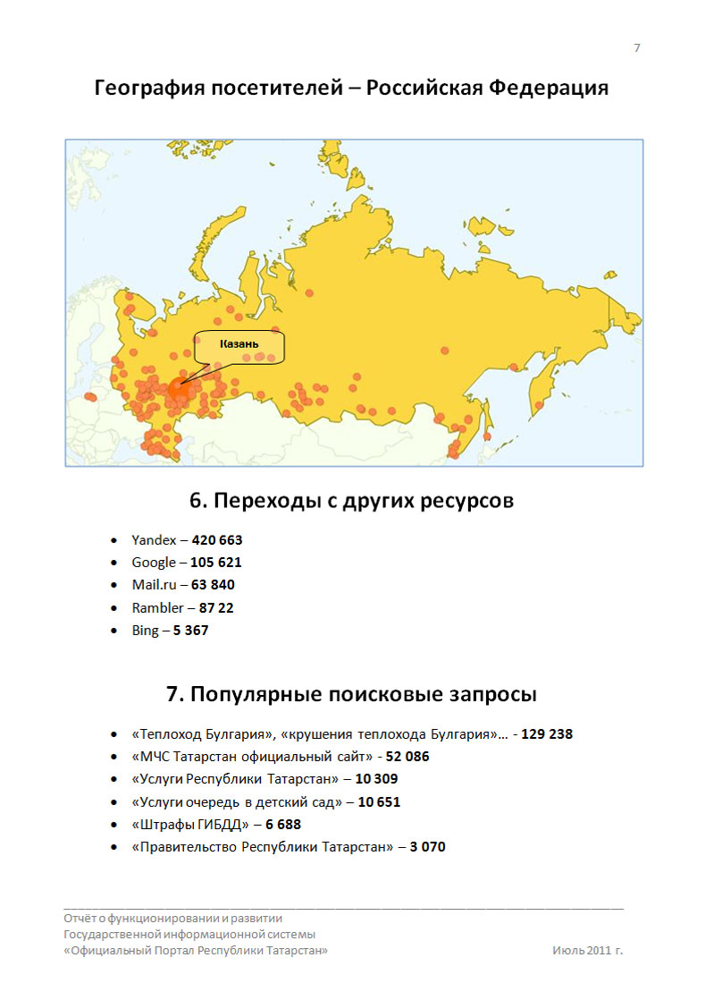 7
География посетителей – Российская Федерация
Казань
6. Переходы с других ресурсов
• Yandex – 420 663
• Google – 105 621
• Mail.ru – 63 840
• Rambler – 87 22
• Bing – 5 367
7. Популярные поисковые запросы
• «Теплоход Булгария», «крушения теплохода Булгария»… - 129 238
• «МЧС Татарстан официальный сайт» - 52 086
• «Услуги Республики Татарстан» – 10 309
• «Услуги очередь в детский сад» – 10 651
• «Штрафы ГИБДД» – 6 688
• «Правительство Республики Татарстан» – 3 070
Отчёт о функционировании и развитии
Государственной информационной системы
«Официальный Портал Республики Татарстан» Июль 2011 г.